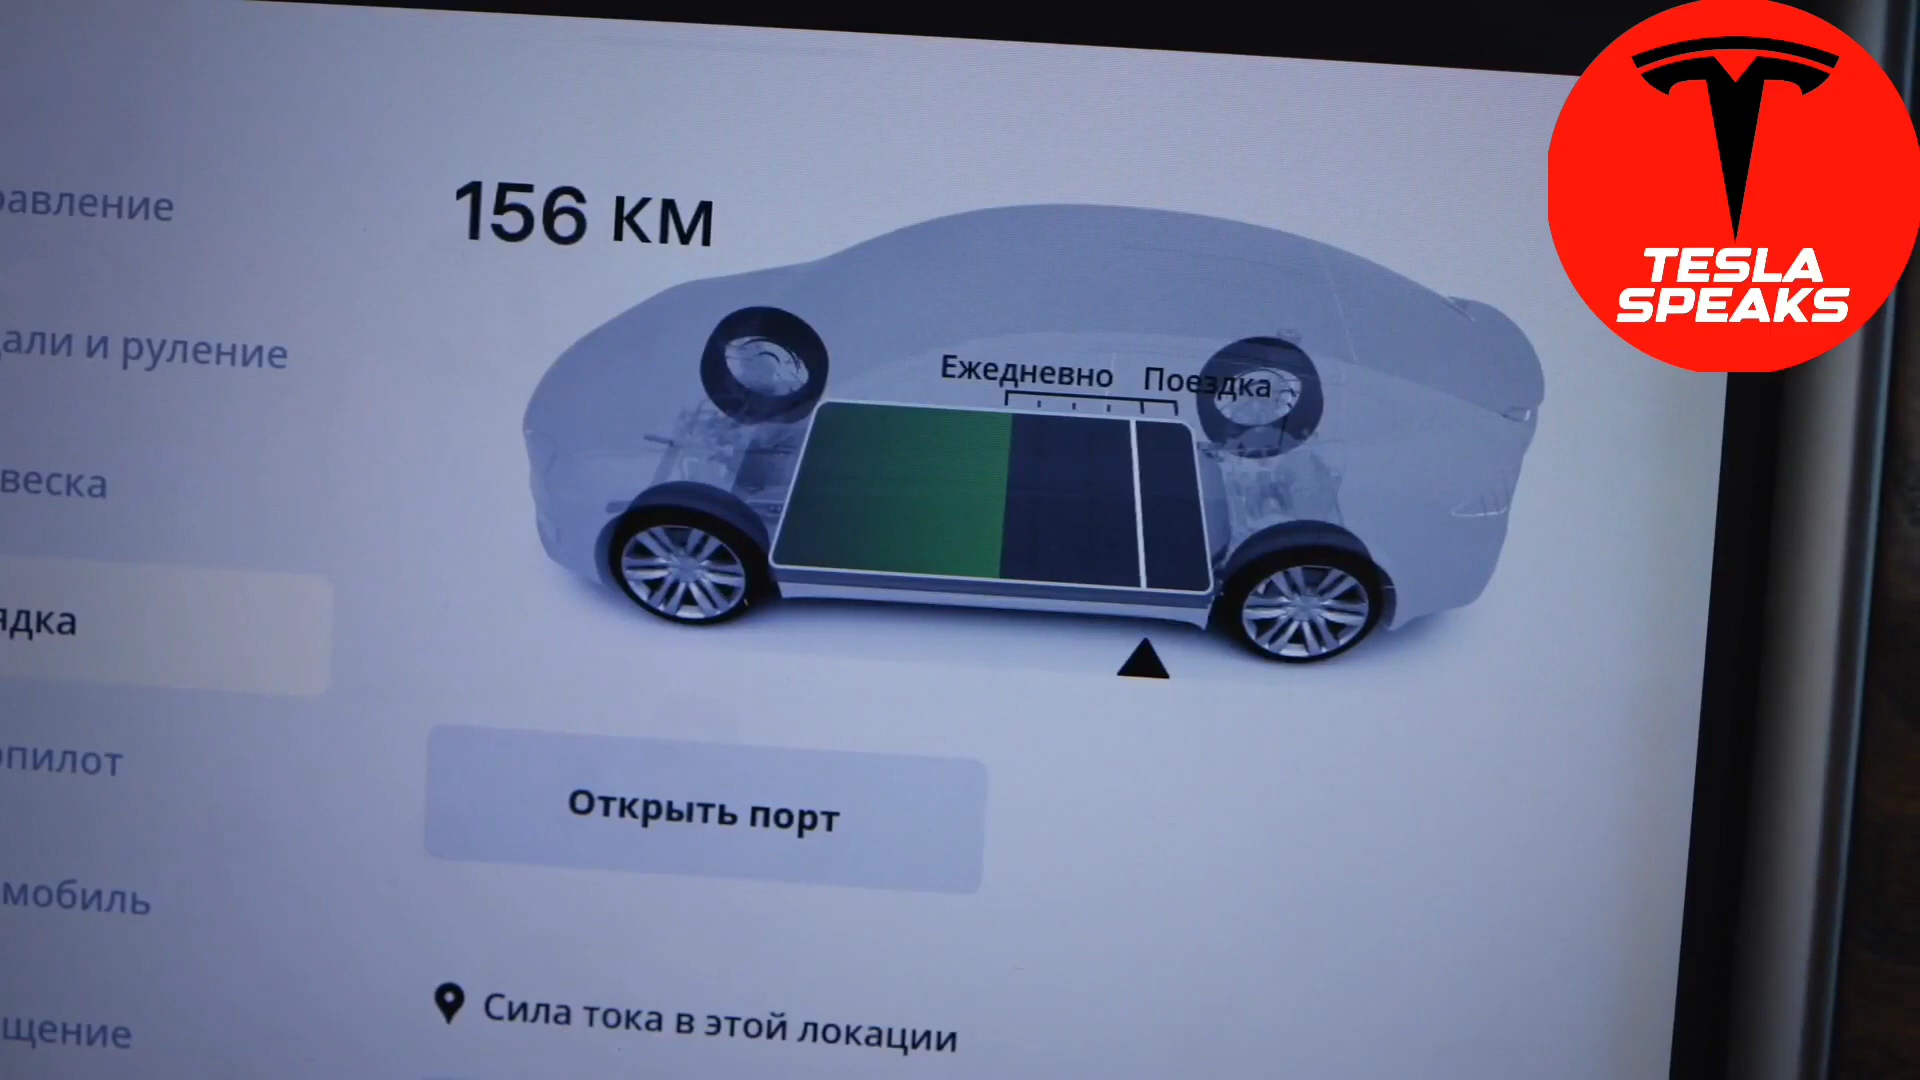 TESLA
SPEAKS
156 км
Ежедневно Поездка
равление
али и руление
веска
ядка
пилот
мобиль
щение
Открыть порт
Сила тока в этой локации